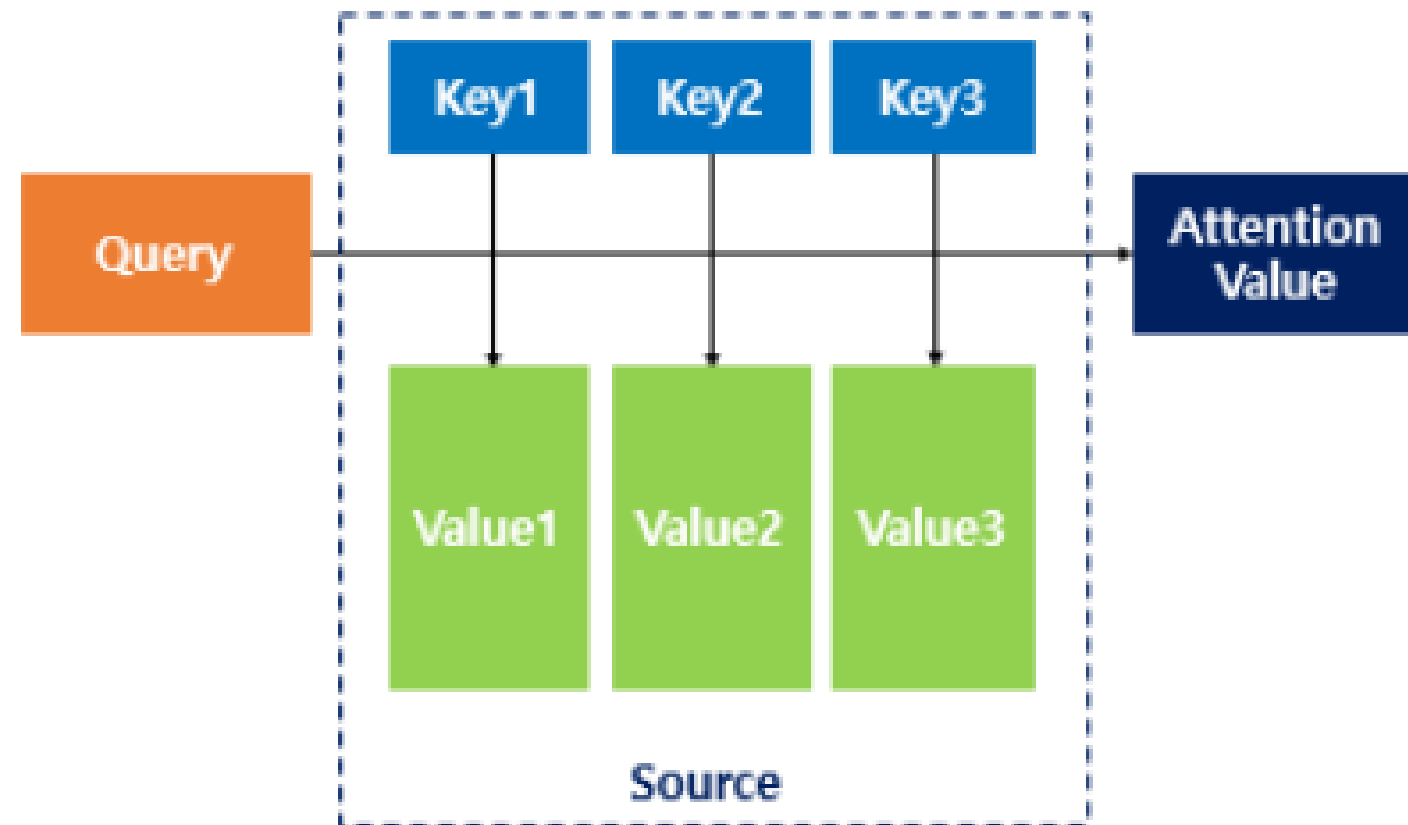 Key1
Key2
Key3
Query
Attention
Value
Value1
Value2
Value3
Source